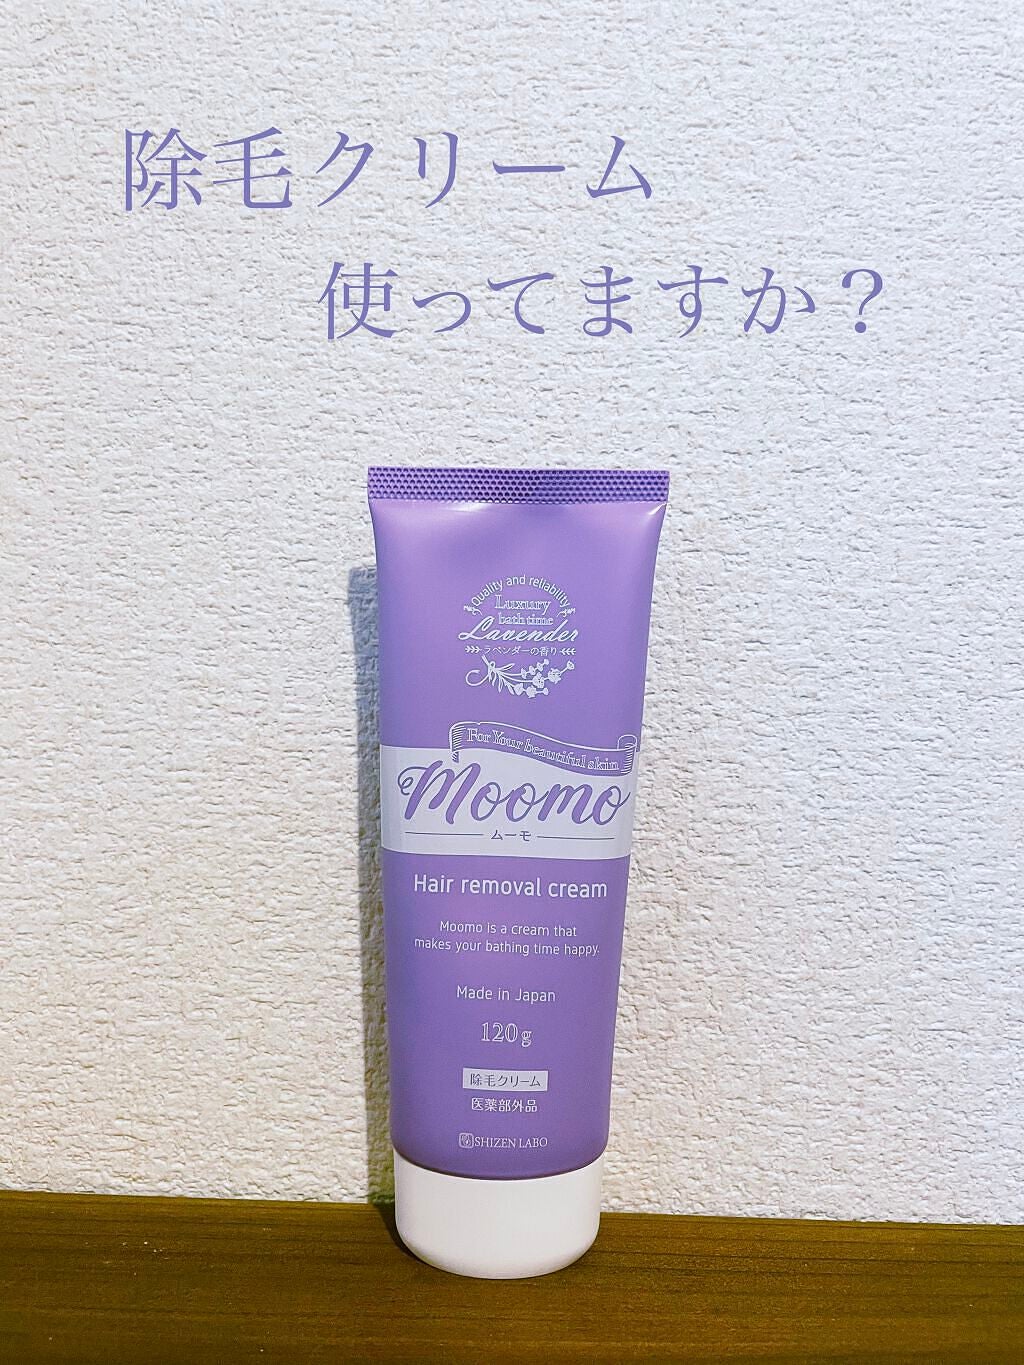 除毛クリーム
使ってますか？
Quality and reliability
Luxury
bath time
Lavender
ラベンダーの香り
For Your beautiful skin
Moomo
ムーモ
Hair removal cream
Moomo is a cream that
makes your bathing time happy.
Made in Japan
120g
除毛クリーム
医薬部外品
SHIZEN LABO